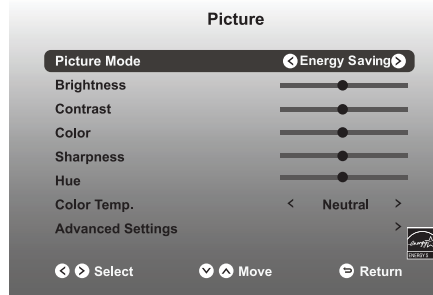 Picture
Picture Mode Energy Saving
Brightness
Contrast
Color
Sharpness
Hue
Color Temp. Neutral
Advanced Settings
Select Move Return